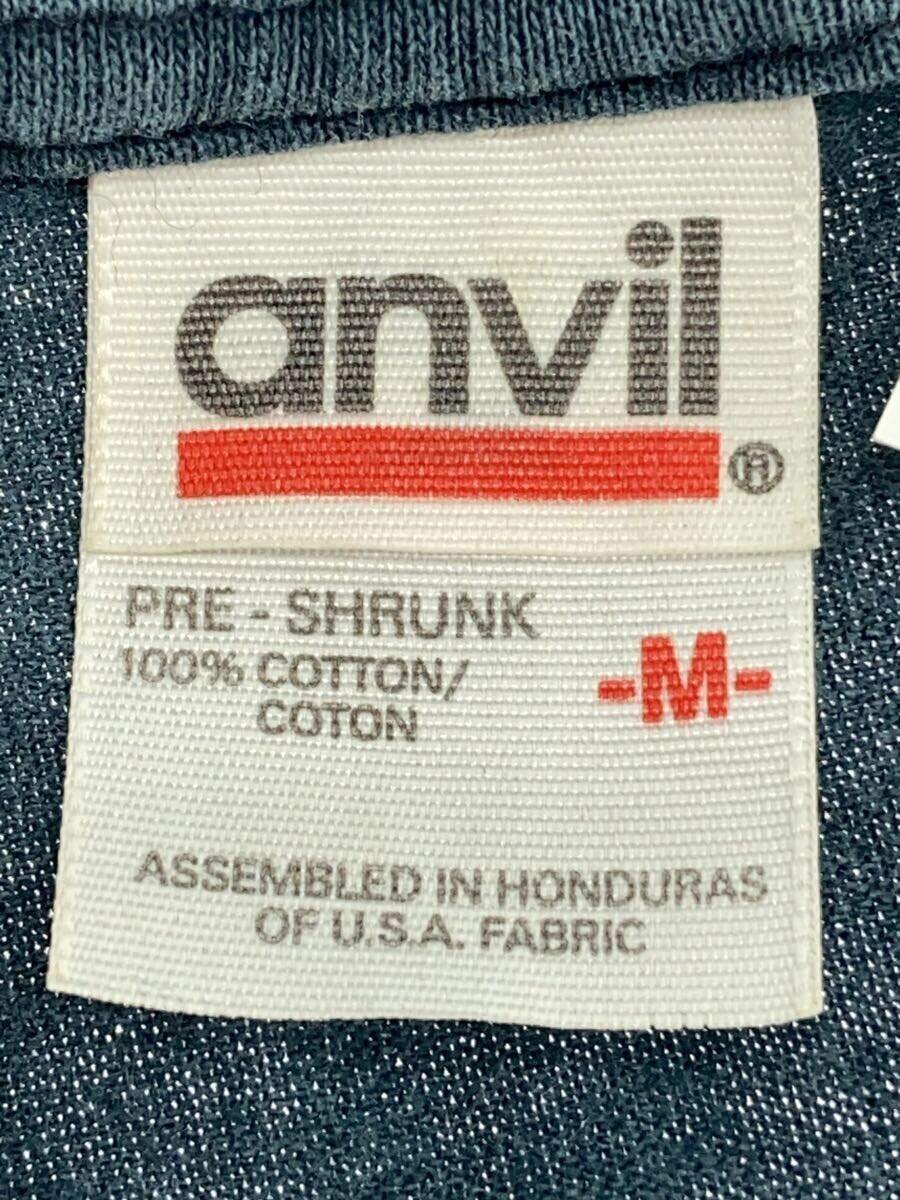 anvil®
PRE - SHRUNK
100% COTTON/
COTON
-M-
ASSEMBLED IN HONDURAS
OF U.S.A. FABRIC